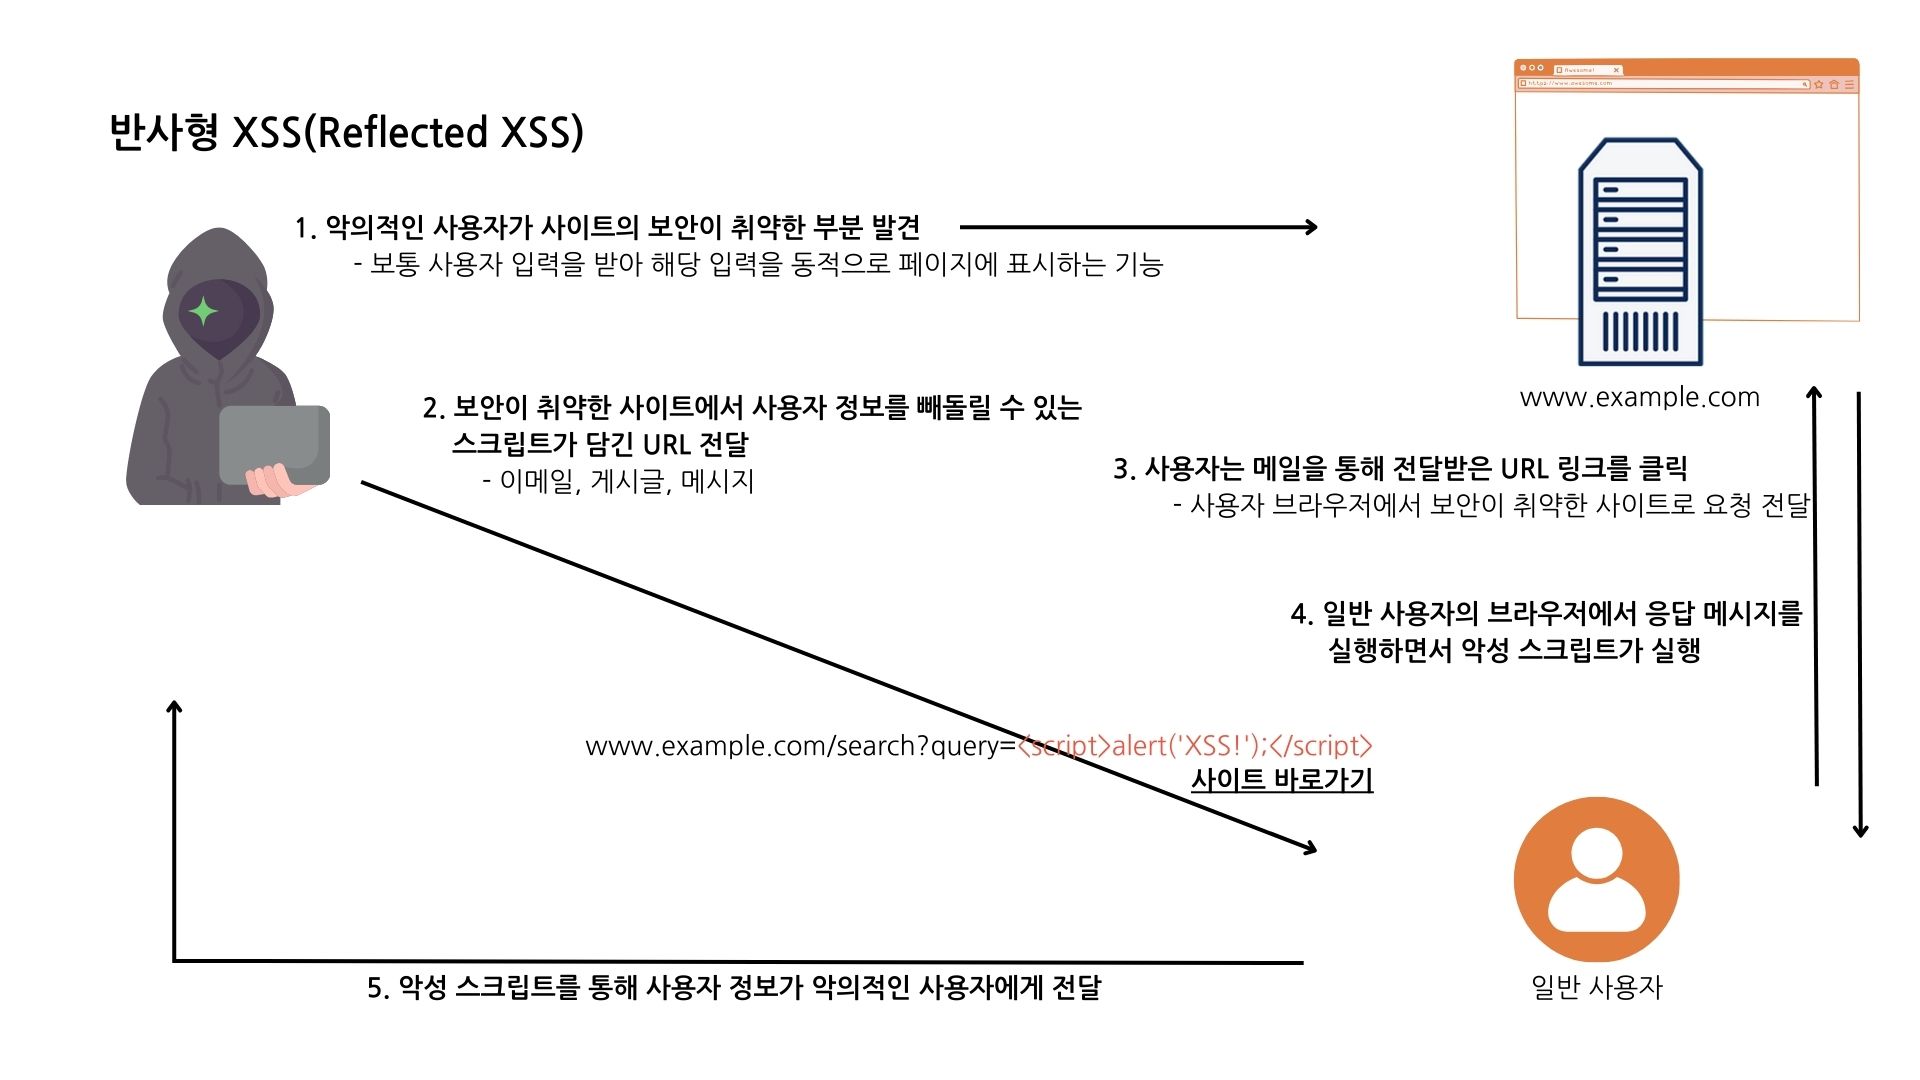 반사형 XSS(Reflected XSS)
Awesome!
https://www.awesome.com
1. 악의적인 사용자가 사이트의 보안이 취약한 부분 발견
- 보통 사용자 입력을 받아 해당 입력을 동적으로 페이지에 표시하는 기능
www.example.com
2. 보안이 취약한 사이트에서 사용자 정보를 빼돌릴 수 있는
스크립트가 담긴 URL 전달
- 이메일, 게시글, 메시지
3. 사용자는 메일을 통해 전달받은 URL 링크를 클릭
- 사용자 브라우저에서 보안이 취약한 사이트로 요청 전달
4. 일반 사용자의 브라우저에서 응답 메시지를
실행하면서 악성 스크립트가 실행
www.example.com/search?query=<script>alert('XSS!');</script>
사이트 바로가기
5. 악성 스크립트를 통해 사용자 정보가 악의적인 사용자에게 전달
일반 사용자